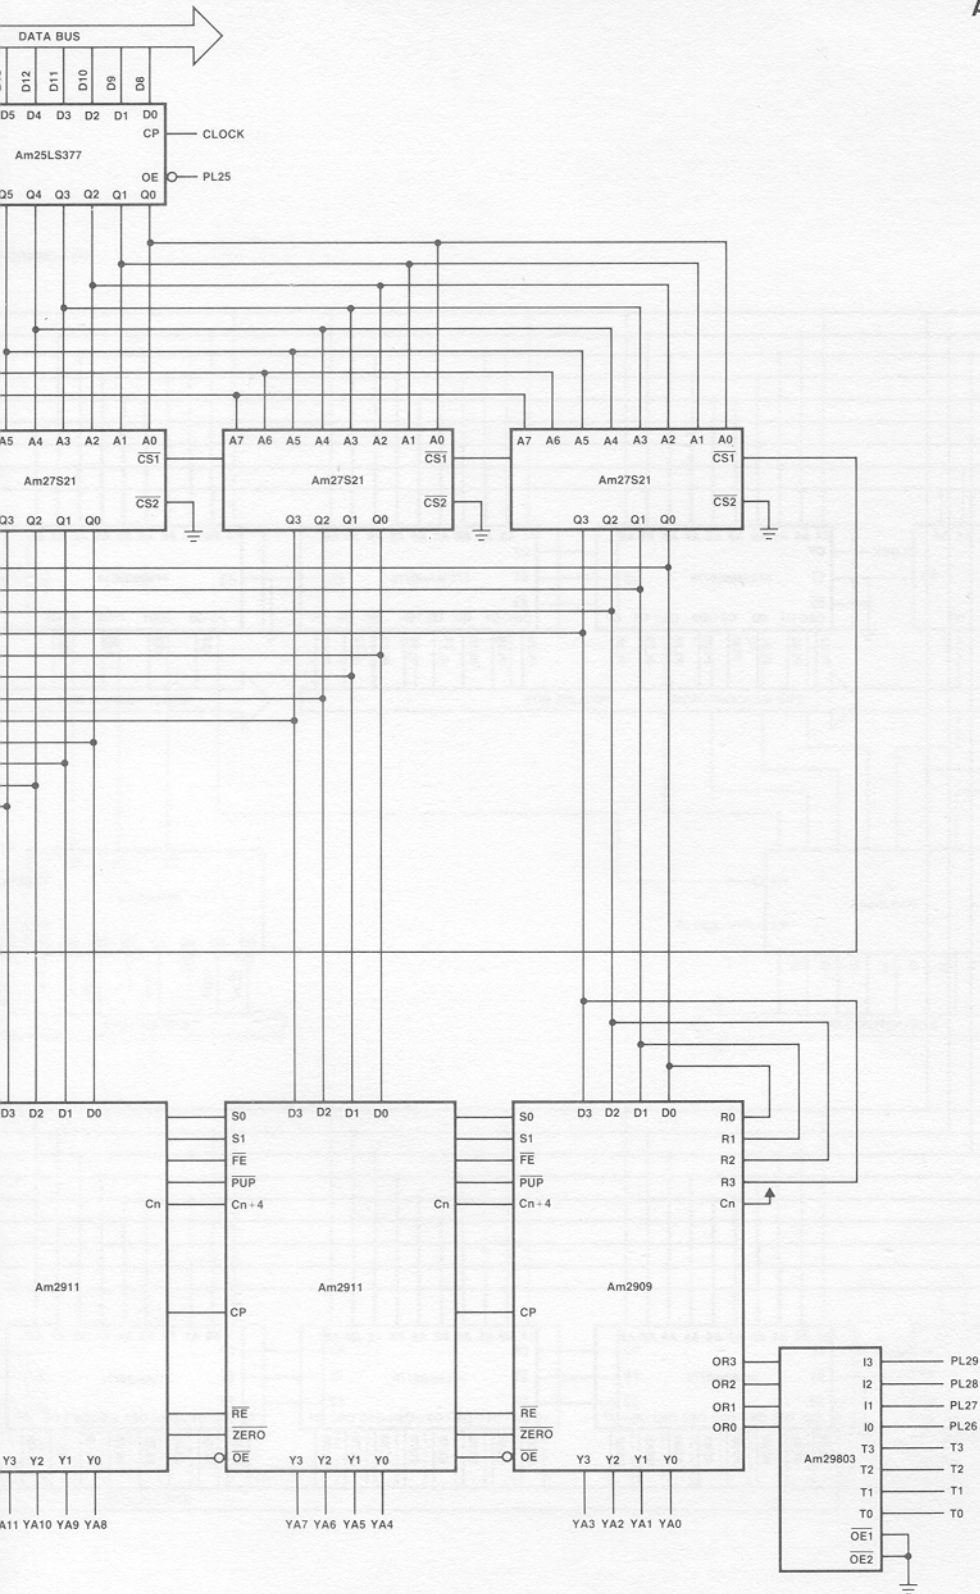 DATA BUS
D12 D11 D10 D9 D8
D5 D4 D3 D2 D1 D0
CP CLOCK
Am25LS377
OE PL25
Q5 Q4 Q3 Q2 Q1 Q0
A5 A4 A3 A2 A1 A0 A7 A6 A5 A4 A3 A2 A1 A0 A7 A6 A5 A4 A3 A2 A1 A0
CS1 CS1 CS1
Am27S21 Am27S21 Am27S21
CS2 CS2 CS2
Q3 Q2 Q1 Q0 Q3 Q2 Q1 Q0 Q3 Q2 Q1 Q0
D3 D2 D1 D0 S0 D3 D2 D1 D0 S0 D3 D2 D1 D0 R0
S1 S1 R1
FE FE R2
PUP PUP R3
Cn Cn+4 Cn Cn+4 Cn
Am2911 Am2911 Am2909
CP CP
OR3 I3 PL29
OR2 I2 PL28
OR1 I1 PL27
RE RE OR0 I0 PL26
ZERO ZERO T3 T3
OE OE Am29803
Y3 Y2 Y1 Y0 Y3 Y2 Y1 Y0 Y3 Y2 Y1 Y0 T2 T2
T1 T1
T0 T0
YA10 YA9 YA8 YA7 YA6 YA5 YA4 YA3 YA2 YA1 YA0
OE1
OE2